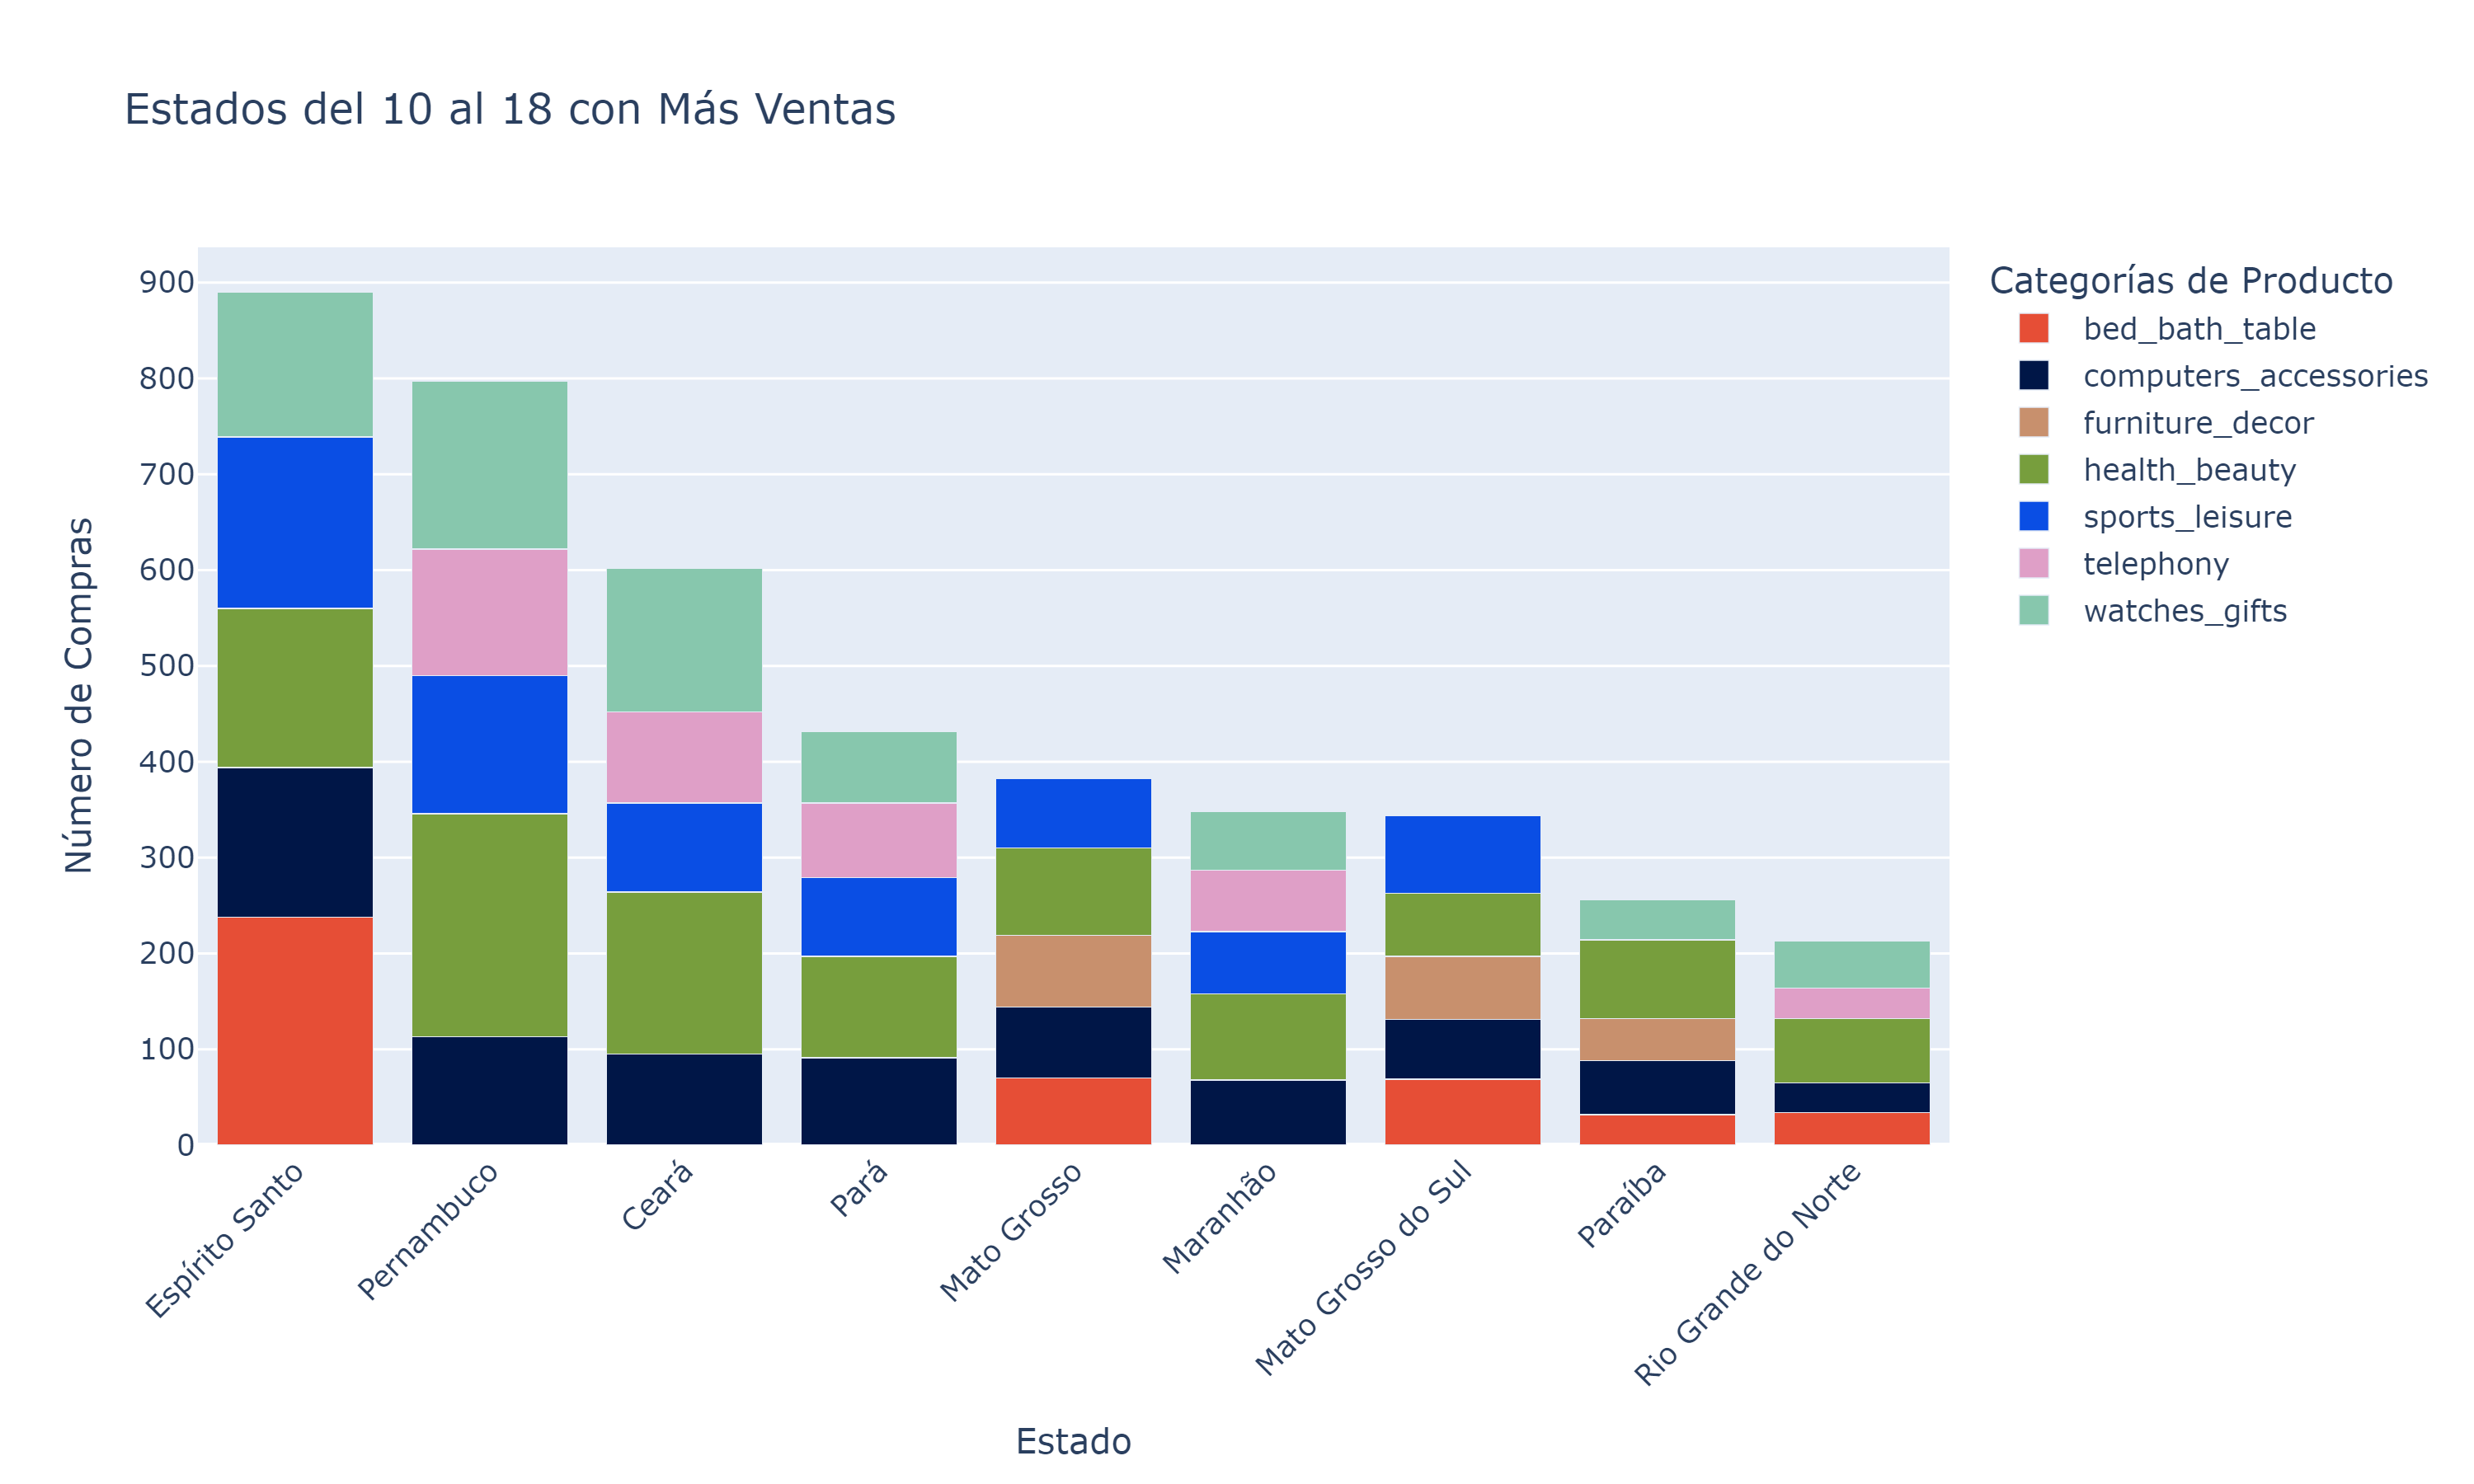 Estados del 10 al 18 con Más Ventas
Número de Compras
900
800
700
600
500
400
300
200
100
0
Espírito Santo
Pernambuco
Ceará
Pará
Mato Grosso
Maranhão
Mato Grosso do Sul
Paraíba
Rio Grande do Norte
Estado
Categorías de Producto
bed_bath_table
computers_accessories
furniture_decor
health_beauty
sports_leisure
telephony
watches_gifts